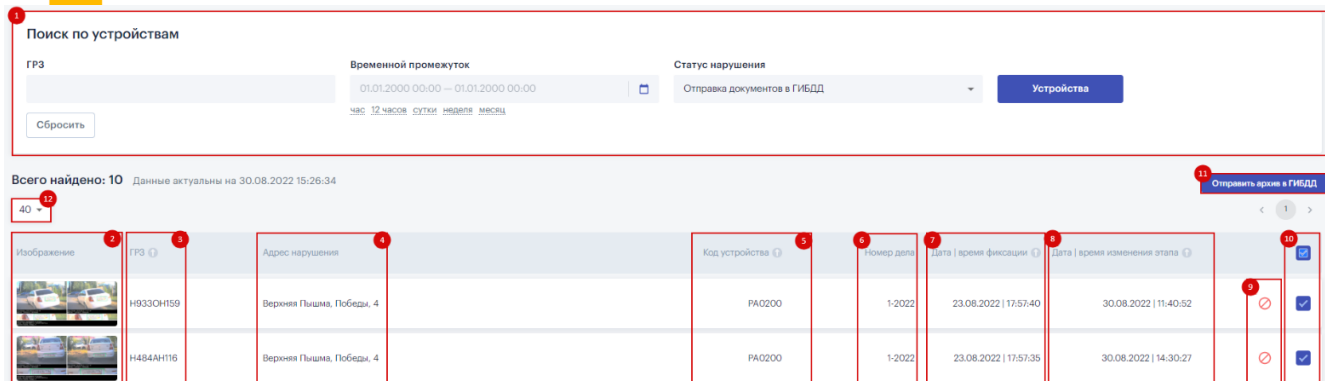 1
Поиск по устройствам
ГРЗ Временной промежуток Статус нарушения
01.01.2000 00:00 — 01.01.2000 00:00 Отправка документов в ГИБДД Устройства
час 12 часов сутки неделя месяц
Сбросить
Всего найдено: 10 Данные актуальны на 30.08.2022 15:26:34 11 Отправить архив в ГИБДД
12
40 1
2 3 4 5 6 7 8 10
Изображение ГРЗ Адрес нарушения Код устройства Номер дела Дата | время фиксации Дата | время изменения этапа
9
Н933ОН159 Верхняя Пышма, Победы, 4 РА0200 1-2022 23.08.2022 | 17:57:40 30.08.2022 | 11:40:52
Н484АН116 Верхняя Пышма, Победы, 4 РА0200 1-2022 23.08.2022 | 17:57:35 30.08.2022 | 14:30:27